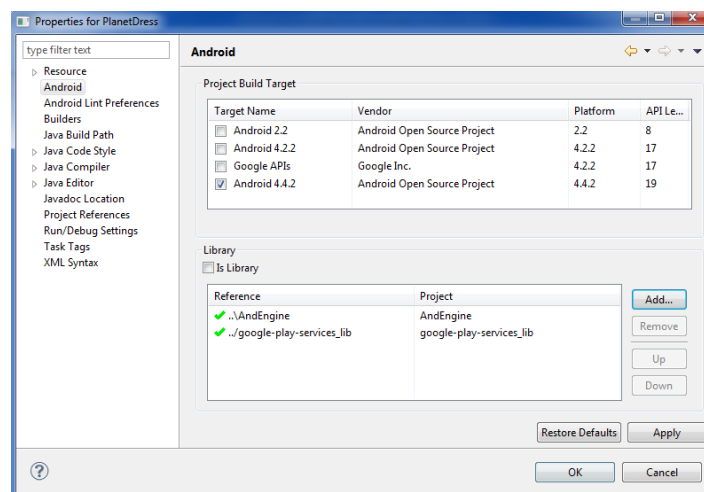 Properties for PlanetDress
type filter text
Android
Resource
Android
Android Lint Preferences
Builders
Java Build Path
Java Code Style
Java Compiler
Java Editor
Javadoc Location
Project References
Run/Debug Settings
Task Tags
XML Syntax
Project Build Target
Target Name Vendor Platform API Le...
Android 2.2 Android Open Source Project 2.2 8
Android 4.2.2 Android Open Source Project 4.2.2 17
Google APIs Google Inc. 4.2.2 17
Android 4.4.2 Android Open Source Project 4.4.2 19
Library
Is Library
Reference Project
..\AndEngine AndEngine
../google-play-services_lib google-play-services_lib
Add...
Remove
Up
Down
Restore Defaults Apply
? OK Cancel